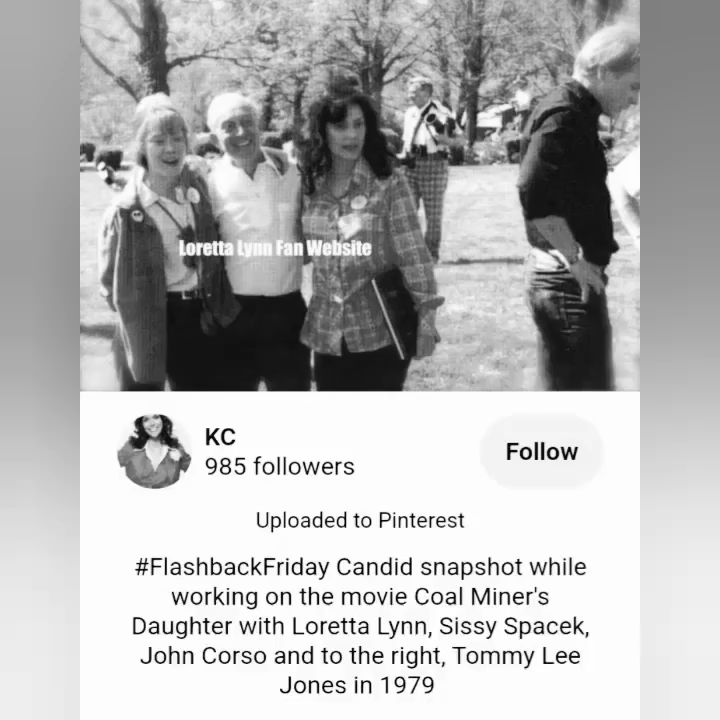 Loretta Lynn Fan Website
KC
985 followers
Follow
Uploaded to Pinterest
#FlashbackFriday Candid snapshot while
working on the movie Coal Miner's
Daughter with Loretta Lynn, Sissy Spacek,
John Corso and to the right, Tommy Lee
Jones in 1979